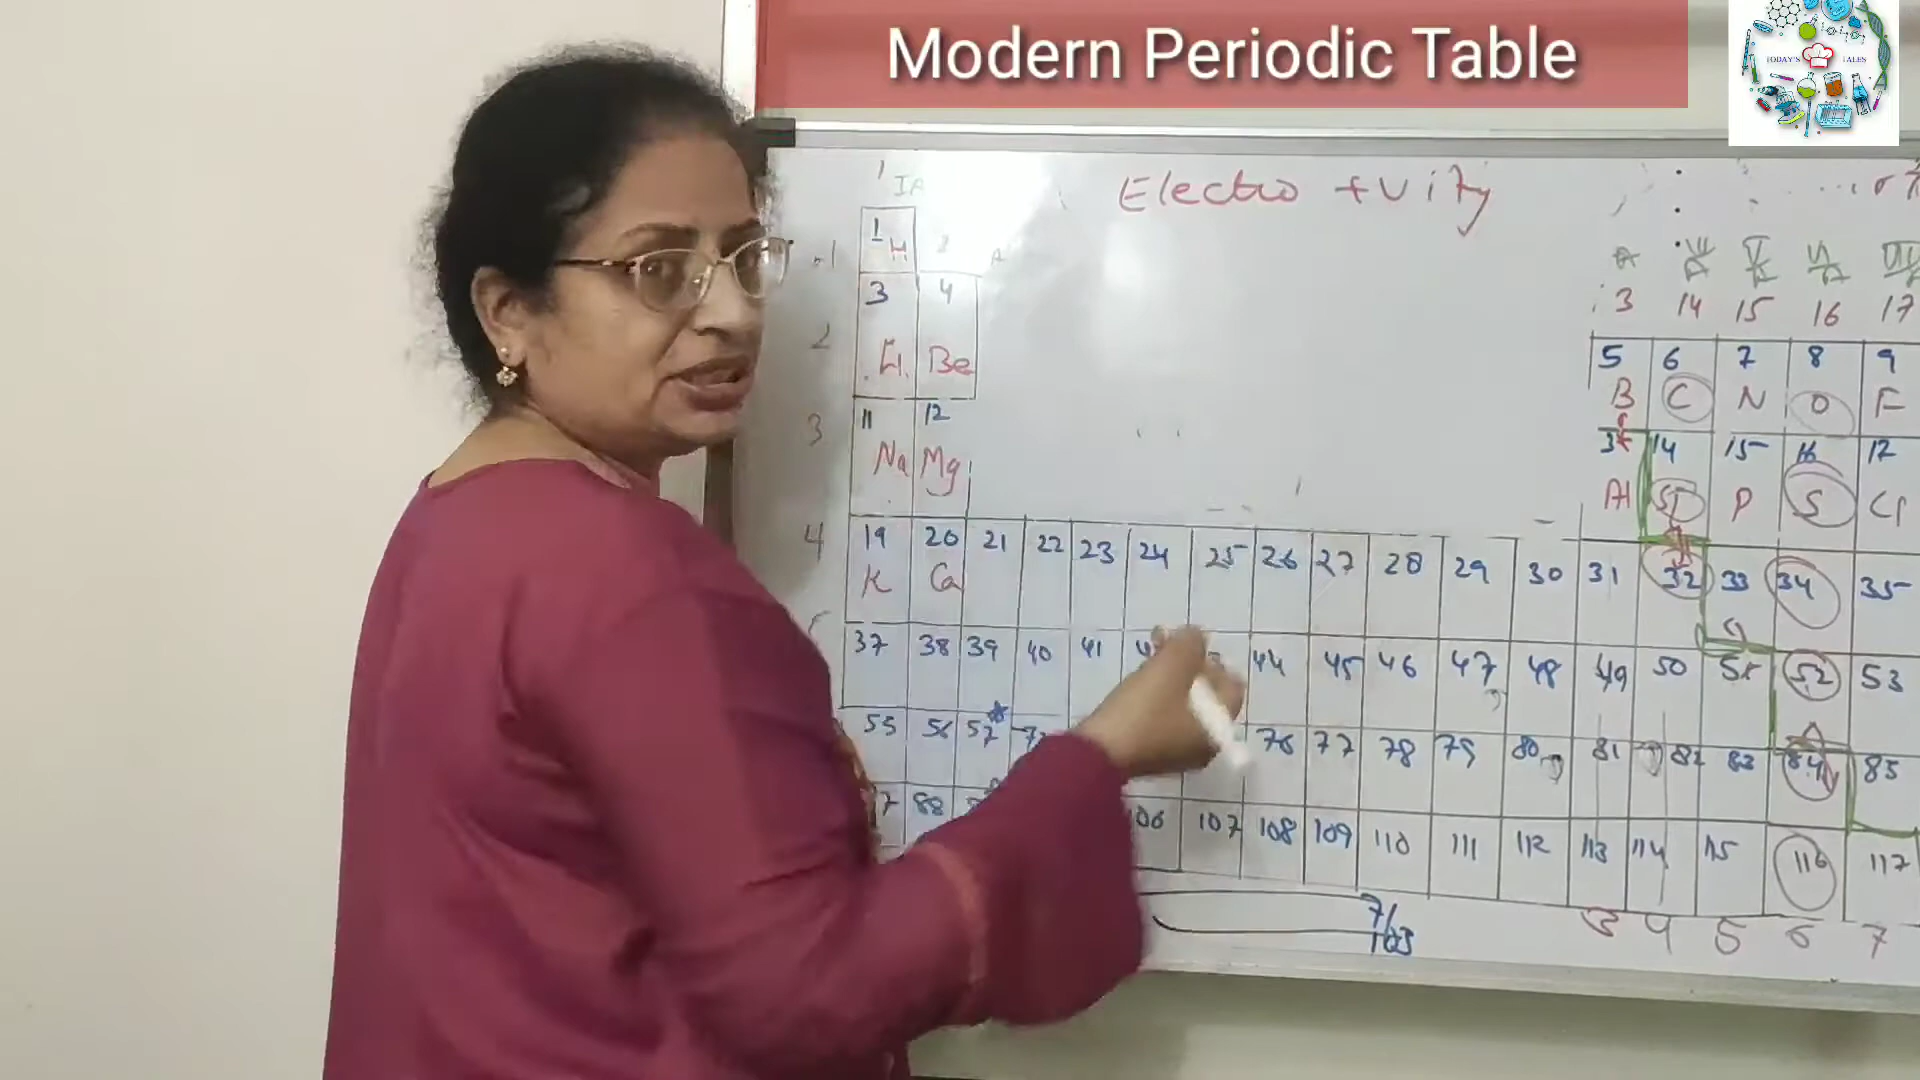 Modern Periodic Table
TODAY'S TALES
Electro +vity
1
1 H
3 4
2 Li Be
5 6 7 8 9
B C N O F
3 14 15 16 17
11 12
3 Na Mg
14 15 16 17
Al Si P S Cl
4 19 20 21 22 23 24 25 26 27 28 29 30 31 32 33 34 35
K Ca
37 38 39 40 41 44 45 46 47 48 49 50 51 52 53
55 56 57* 76 77 78 79 80 81 82 83 84 85
88 106 107 108 109 110 111 112 113 114 115 116 117
71
103
3 4 5 6 7